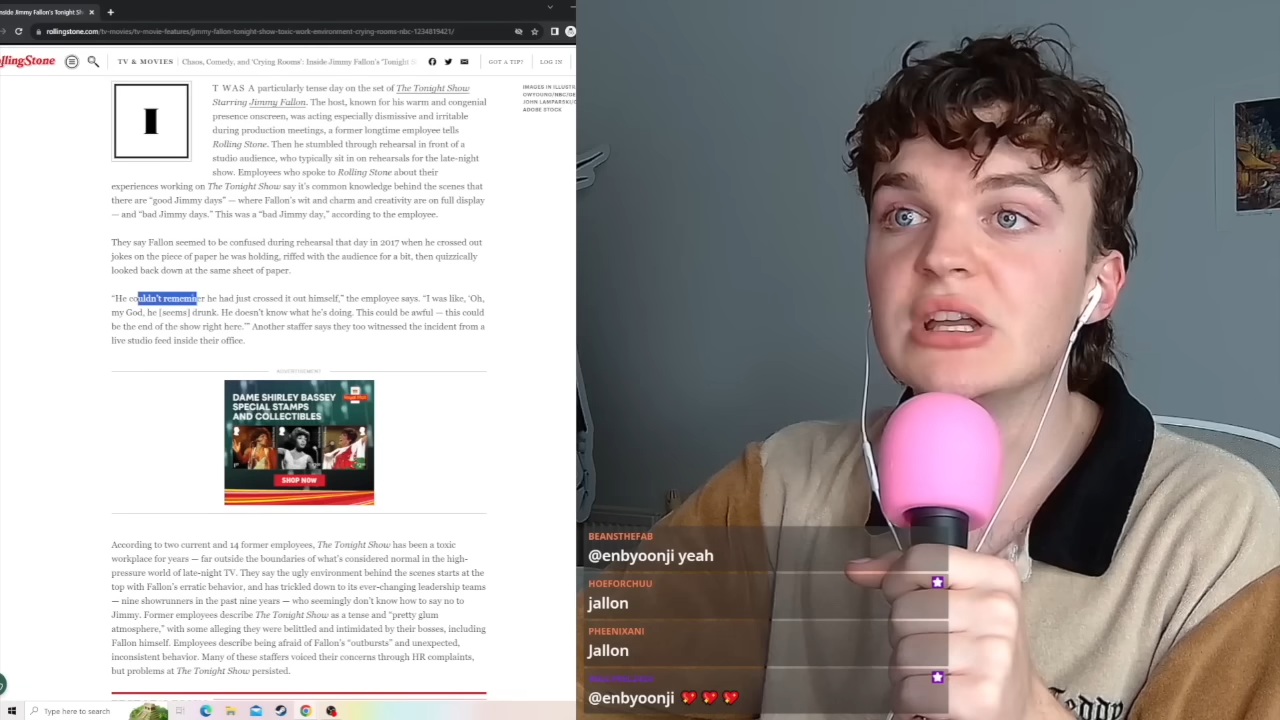 nside Jimmy Fallon's Tonight Sh
rollingstone.com/tv-movies/tv-movie-features/jimmy-fallon-tonight-show-toxic-work-environment-crying-rooms-nbc-1234819421/
llingStone
TV & MOVIES
Chaos, Comedy, and 'Crying Rooms': Inside Jimmy Fallon's 'Tonight
GOT A TIP?
LOG IN
I
T WAS A particularly tense day on the set of The Tonight Show
Starring Jimmy Fallon. The host, known for his warm and congenial
presence onscreen, was acting especially dismissive and irritable
during production meetings, a former longtime employee tells
Rolling Stone. Then he stumbled through rehearsal in front of a
studio audience, who typically sit in on rehearsals for the late-night
show. Employees who spoke to Rolling Stone about their
experiences working on The Tonight Show say it's common knowledge behind the scenes that
there are “good Jimmy days” — where Fallon's wit and charm and creativity are on full display
— and “bad Jimmy days.” This was a “bad Jimmy day,” according to the employee.
IMAGES IN ILLUSTR
OWYOUNG/NBC/GE
JOHN LAMPARSKI/G
ADOBE STOCK
They say Fallon seemed to be confused during rehearsal that day in 2017 when he crossed out
jokes on the piece of paper he was holding, riffed with the audience for a bit, then quizzically
looked back down at the same sheet of paper.
“He couldn't remember he had just crossed it out himself,” the employee says. “I was like, ‘Oh,
my God, he [seems] drunk. He doesn't know what he's doing. This could be awful — this could
be the end of the show right here.’” Another staffer says they too witnessed the incident from a
live studio feed inside their office.
ADVERTISEMENT
DAME SHIRLEY BASSEY
SPECIAL STAMPS
AND COLLECTIBLES
Royal Mail
SHOP NOW
According to two current and 14 former employees, The Tonight Show has been a toxic
workplace for years — far outside the boundaries of what's considered normal in the high-
pressure world of late-night TV. They say the ugly environment behind the scenes starts at the
top with Fallon's erratic behavior, and has trickled down to its ever-changing leadership teams
— nine showrunners in the past nine years — who seemingly don't know how to say no to
Jimmy. Former employees describe The Tonight Show as a tense and “pretty glum
atmosphere,” with some alleging they were belittled and intimidated by their bosses, including
Fallon himself. Employees describe being afraid of Fallon's “outbursts” and unexpected,
inconsistent behavior. Many of these staffers voiced their concerns through HR complaints,
but problems at The Tonight Show persisted.
Type here to search
BEANSTHEFAB
@enbyoonji yeah
HOEFORCHUU
jallon
PHEENIXANI
Jallon
@enbyoonji
Teddy